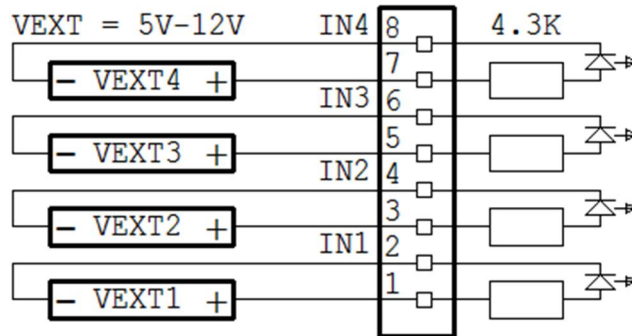 VEXT = 5V-12V IN4 8 4.3K
7
- VEXT4 +
IN3 6
5
- VEXT3 +
IN2 4
3
- VEXT2 +
IN1 2
1
- VEXT1 +